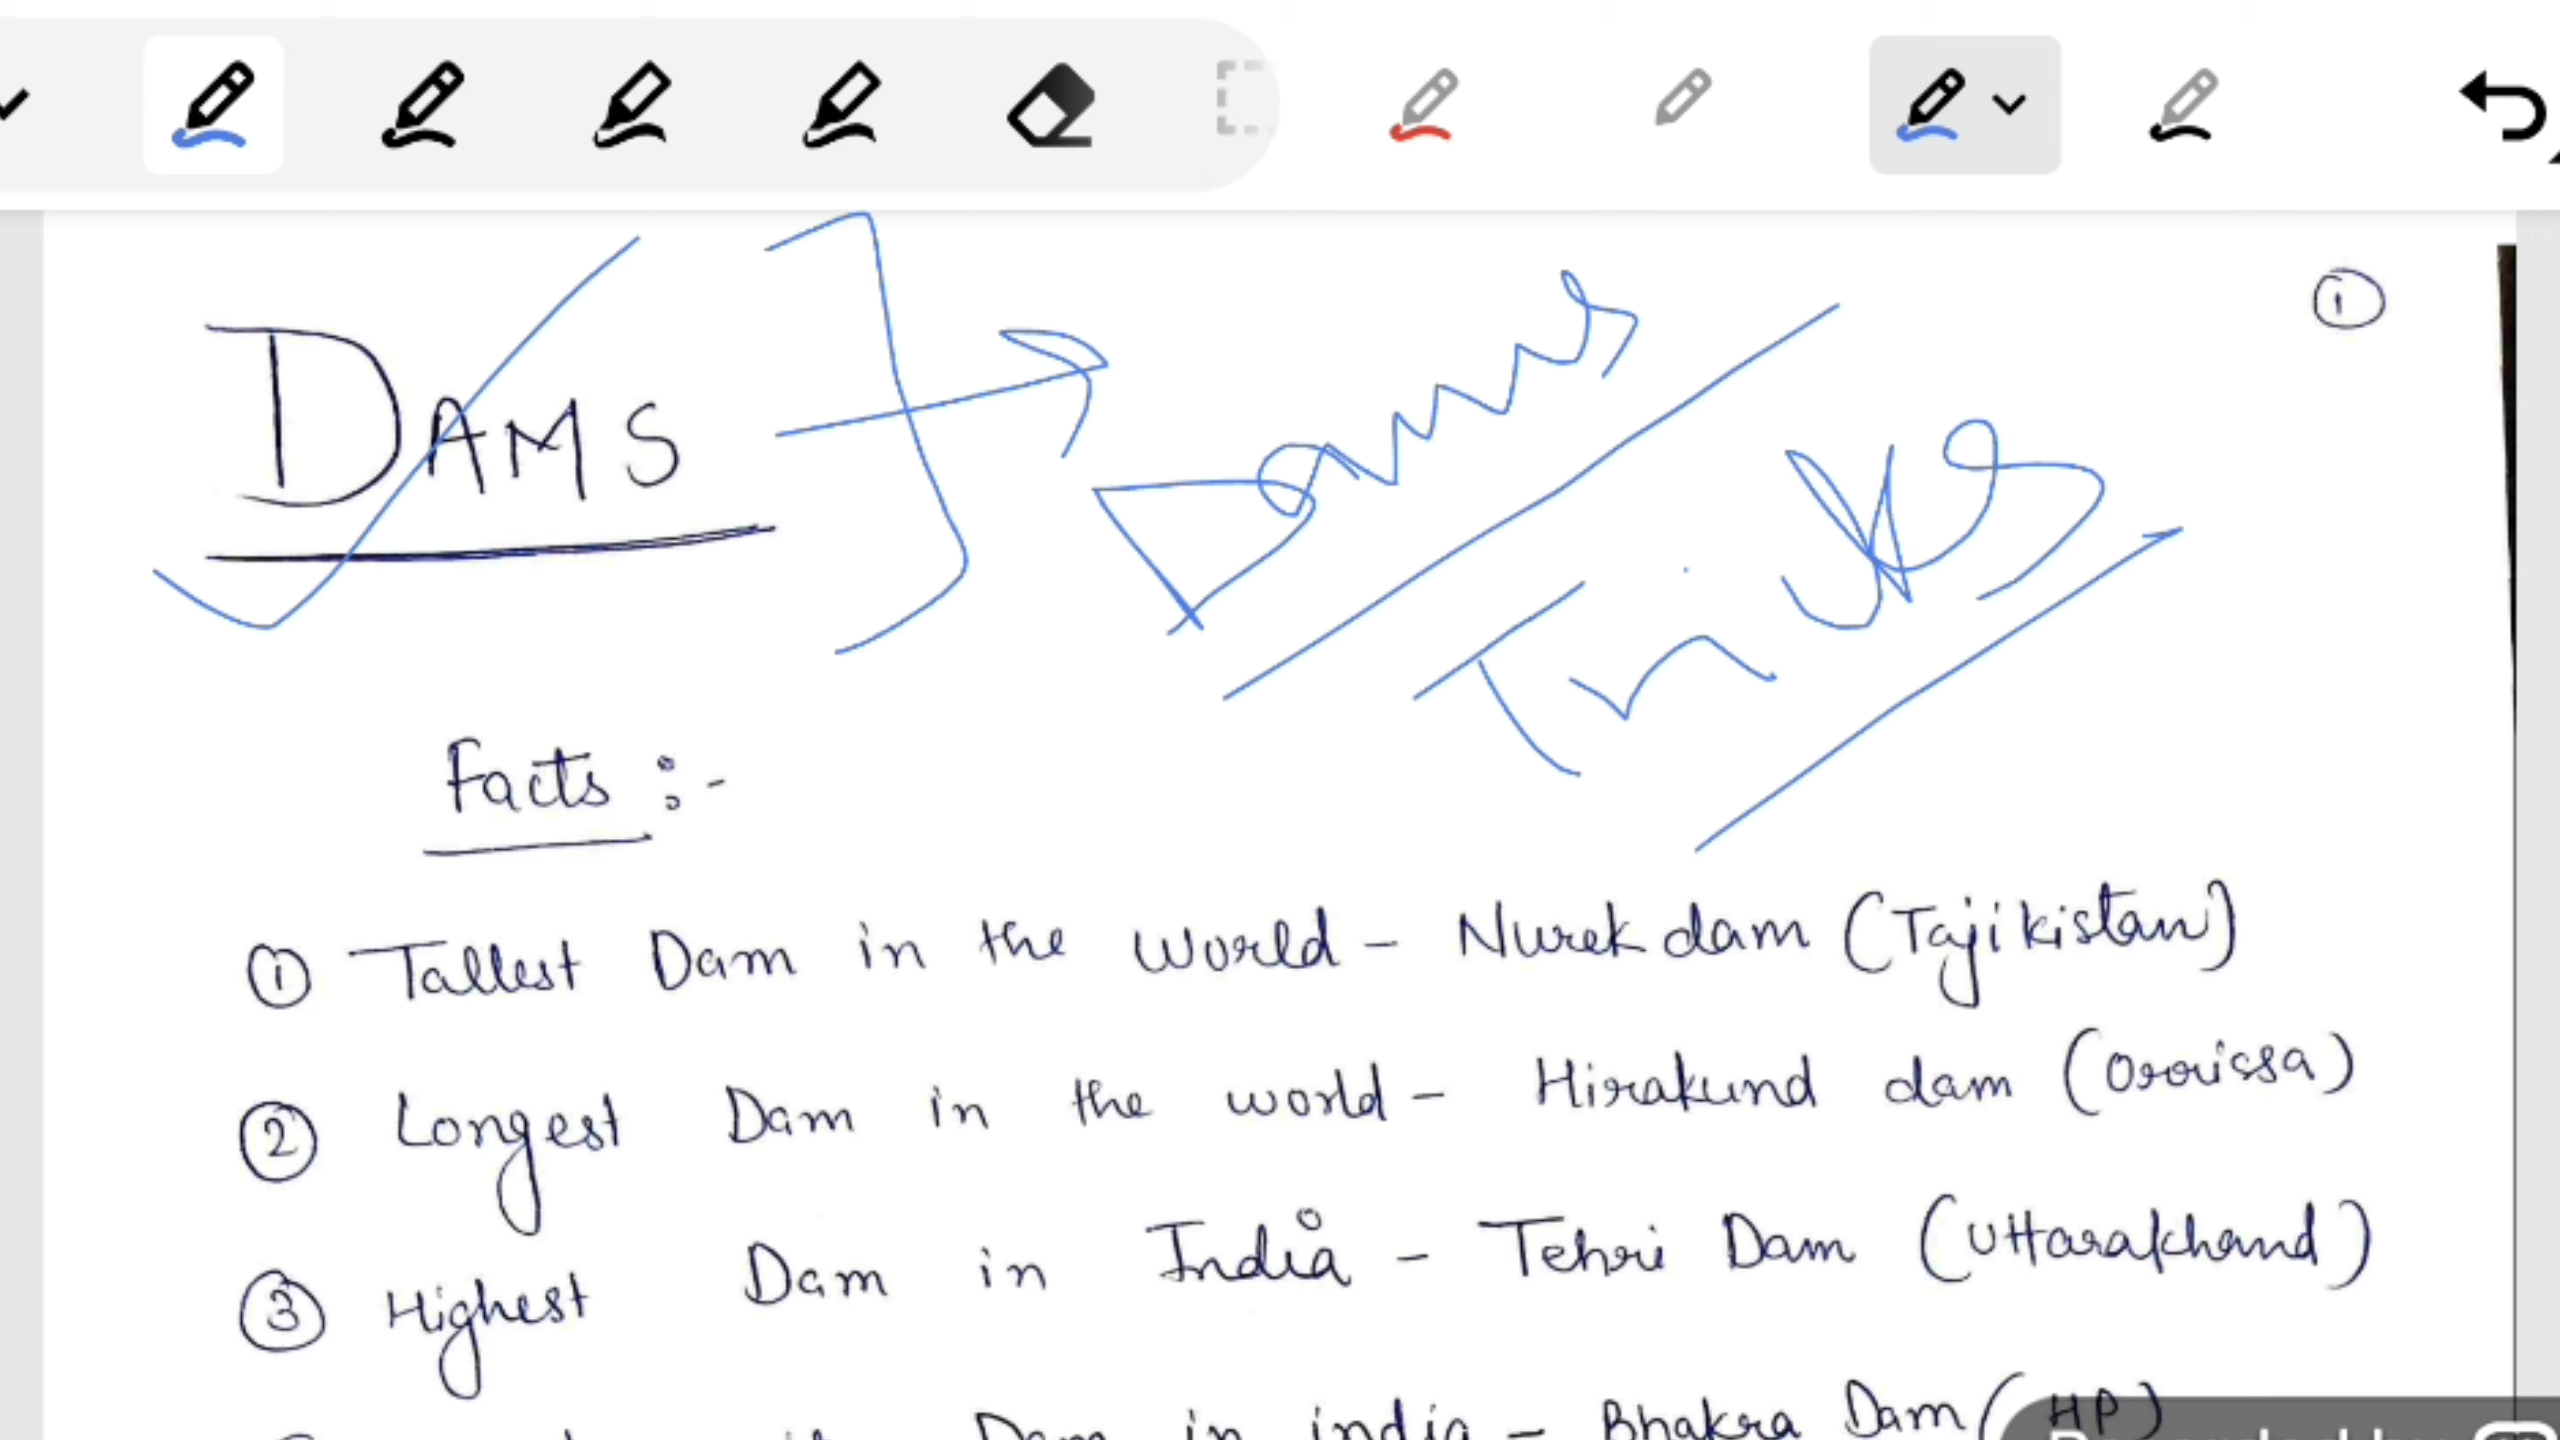 ①
DAMS
Dams
Triks
Facts :-
① Tallest Dam in the World - Nurek dam (Tajikistan)
② Longest Dam in the world - Hirakund dam (Orrissa)
③ Highest Dam in India - Tehri Dam (Uttarakhand)
Dam in india - Bhakra Dam (HP)